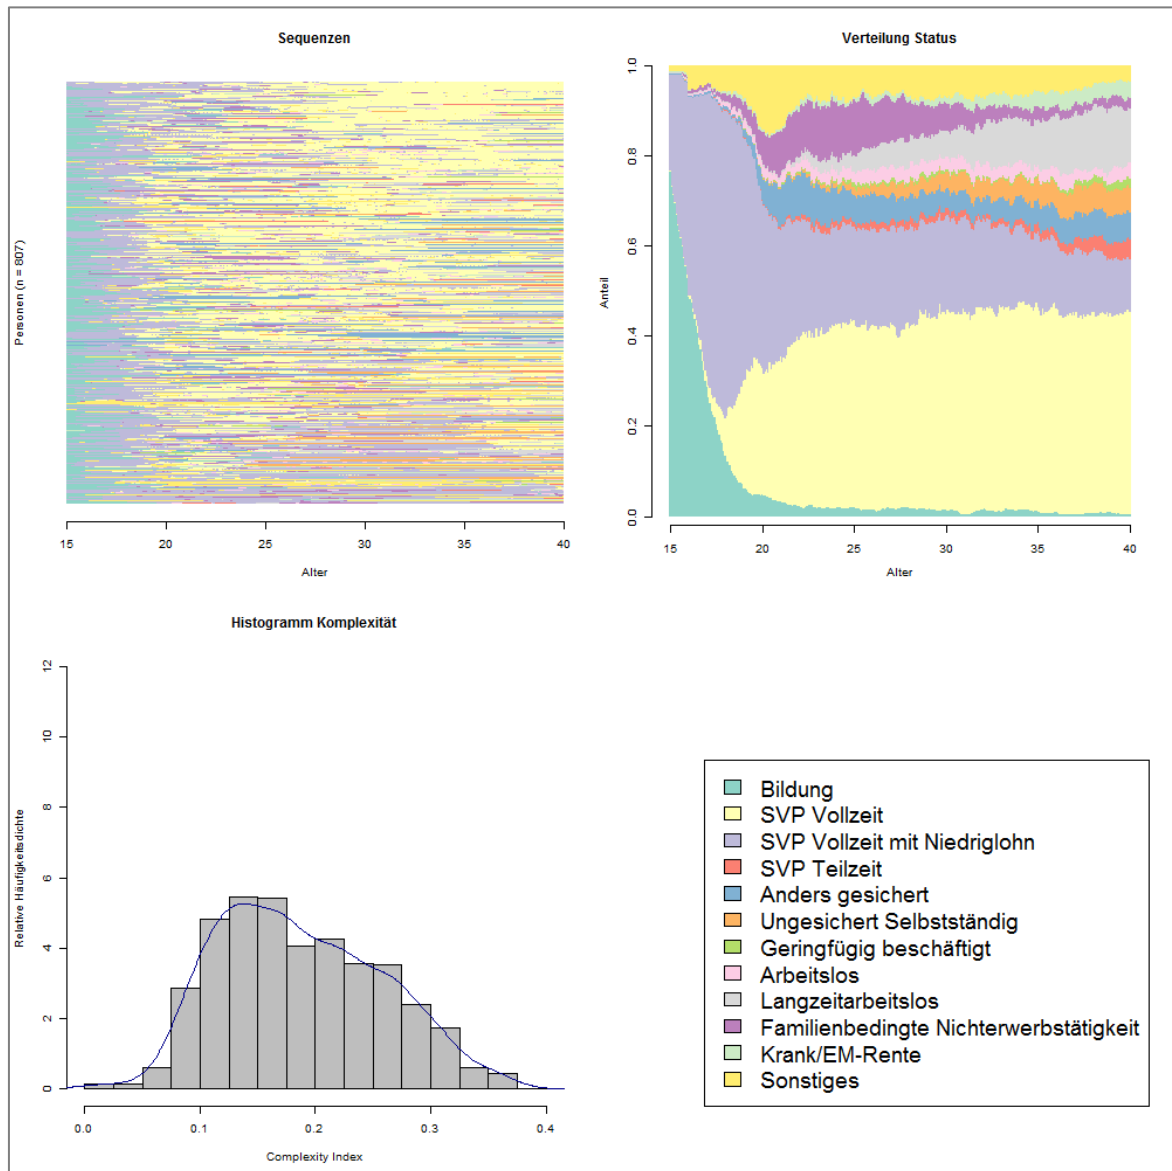 Sequenzen
Personen (n = 807)
15 20 25 30 35 40
Alter
Verteilung Status
Anteil
1.0
0.8
0.6
0.4
0.2
0.0
15 20 25 30 35 40
Alter
Histogramm Komplexität
Relative Häufigkeitsdichte
12
10
8
6
4
2
0
0.0 0.1 0.2 0.3 0.4
Complexity Index
Bildung
SVP Vollzeit
SVP Vollzeit mit Niedriglohn
SVP Teilzeit
Anders gesichert
Ungesichert Selbstständig
Geringfügig beschäftigt
Arbeitslos
Langzeitarbeitslos
Familienbedingte Nichterwerbstätigkeit
Krank/EM-Rente
Sonstiges